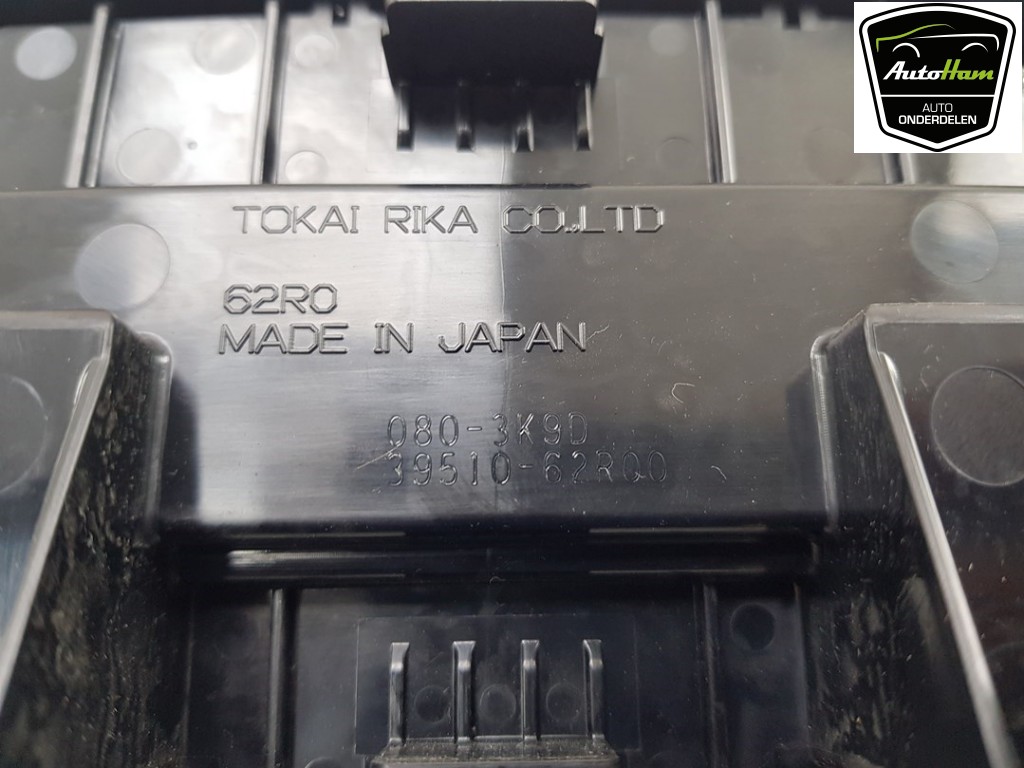 AutoHam
AUTO
ONDERDELEN
TOKAI RIKA CO.,LTD
62R0
MADE IN JAPAN
080-3K9D
39510-62RQ0